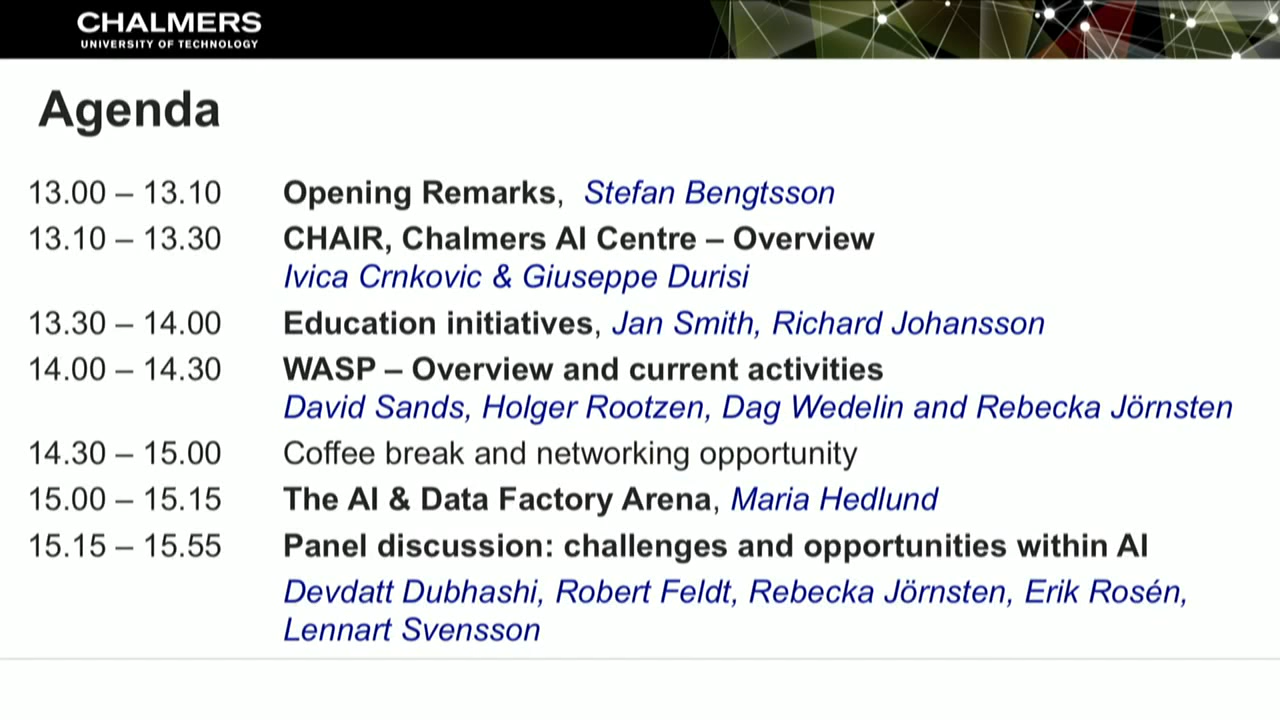 CHALMERS
UNIVERSITY OF TECHNOLOGY
Agenda
13.00 – 13.10 Opening Remarks, Stefan Bengtsson
13.10 – 13.30 CHAIR, Chalmers AI Centre – Overview
Ivica Crnkovic & Giuseppe Durisi
13.30 – 14.00 Education initiatives, Jan Smith, Richard Johansson
14.00 – 14.30 WASP – Overview and current activities
David Sands, Holger Rootzen, Dag Wedelin and Rebecka Jörnsten
14.30 – 15.00 Coffee break and networking opportunity
15.00 – 15.15 The AI & Data Factory Arena, Maria Hedlund
15.15 – 15.55 Panel discussion: challenges and opportunities within AI
Devdatt Dubhashi, Robert Feldt, Rebecka Jörnsten, Erik Rosén,
Lennart Svensson